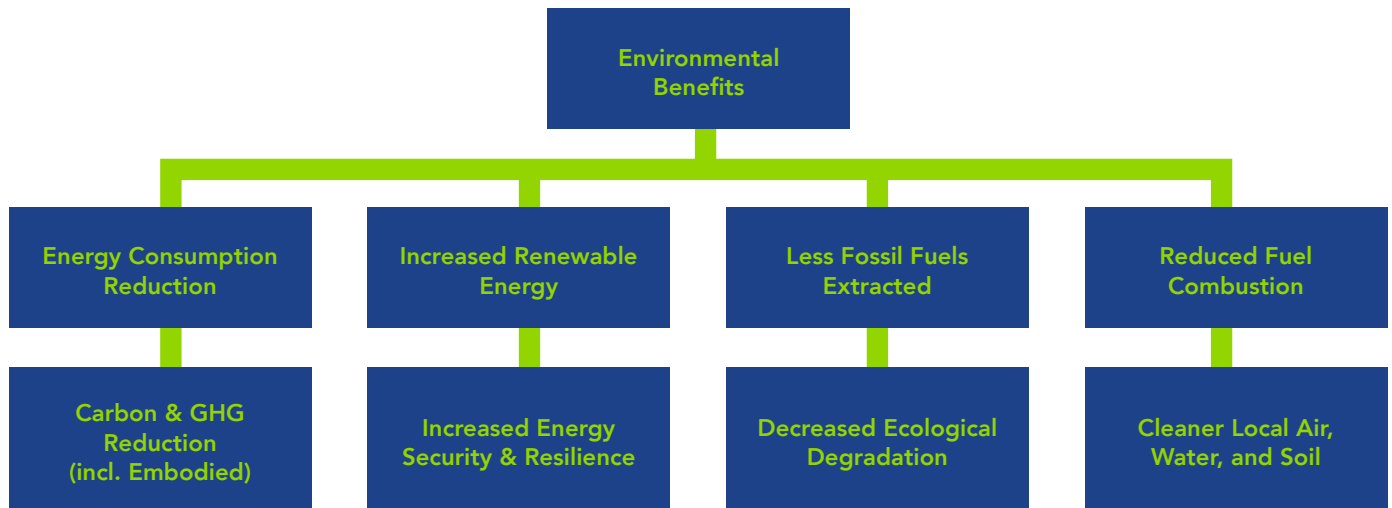 Environmental
Benefits
Energy Consumption
Reduction
Increased Renewable
Energy
Less Fossil Fuels
Extracted
Reduced Fuel
Combustion
Carbon & GHG
Reduction
(incl. Embodied)
Increased Energy
Security & Resilience
Decreased Ecological
Degradation
Cleaner Local Air,
Water, and Soil